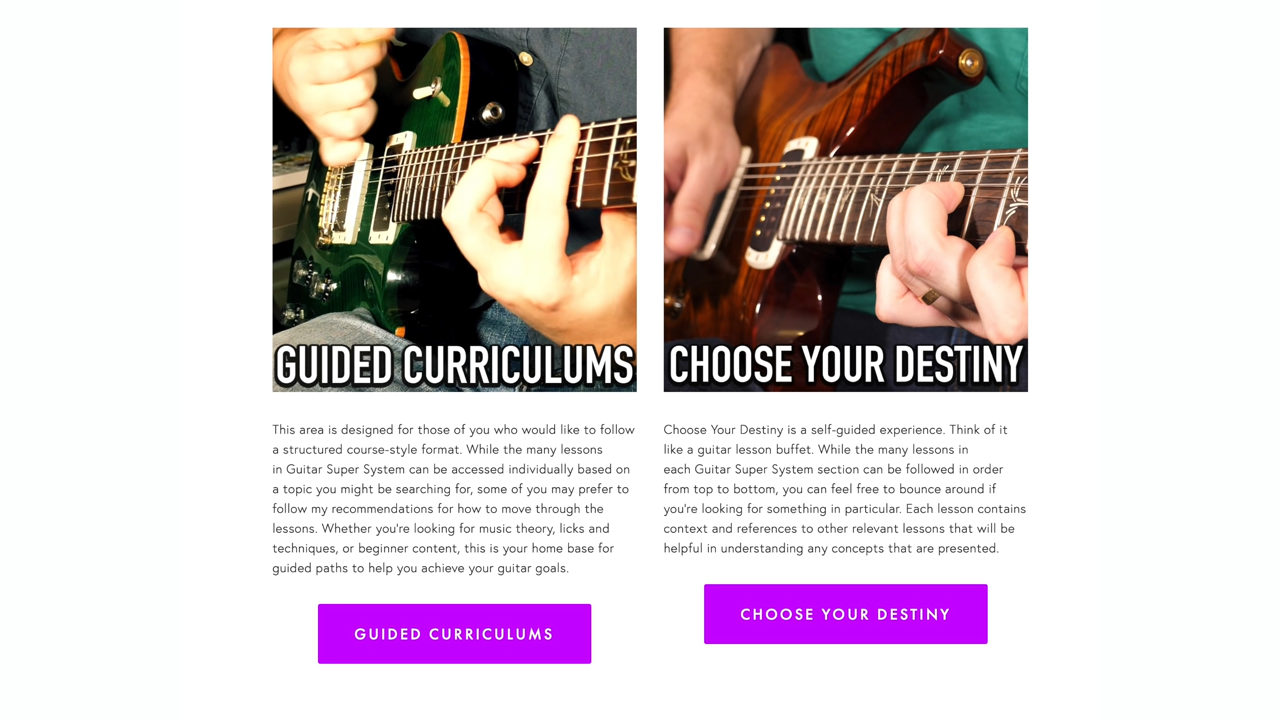 GUIDED CURRICULUMS
This area is designed for those of you who would like to follow
a structured course-style format. While the many lessons
in Guitar Super System can be accessed individually based on
a topic you might be searching for, some of you may prefer to
follow my recommendations for how to move through the
lessons. Whether you're looking for music theory, licks and
techniques, or beginner content, this is your home base for
guided paths to help you achieve your guitar goals.
GUIDED CURRICULUMS
CHOOSE YOUR DESTINY
Choose Your Destiny is a self-guided experience. Think of it
like a guitar lesson buffet. While the many lessons in
each Guitar Super System section can be followed in order
from top to bottom, you can feel free to bounce around if
you're looking for something in particular. Each lesson contains
context and references to other relevant lessons that will be
helpful in understanding any concepts that are presented.
CHOOSE YOUR DESTINY